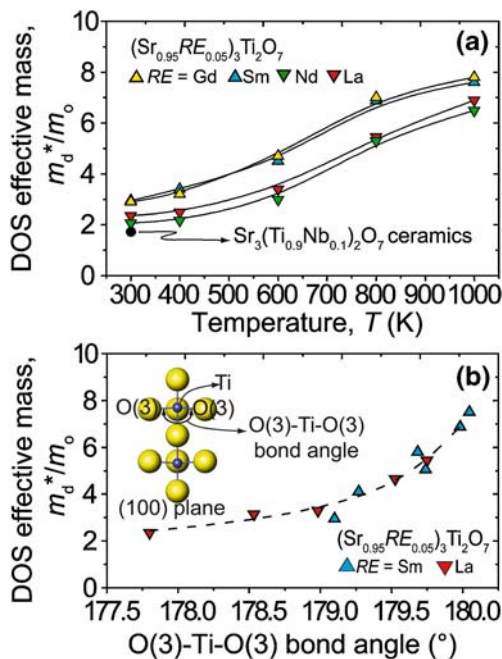 (a)
(Sr0.95RE0.05)3Ti2O7
RE = Gd Sm Nd La
DOS effective mass,
md*/mo
10
8
6
4
2
0
Sr3(Ti0.9Nb0.1)2O7 ceramics
300 400 500 600 700 800 900 1000
Temperature, T (K)
(b)
DOS effective mass,
md*/mo
10
8
6
4
2
0
Ti
O(3) O(3)
O(3)-Ti-O(3)
bond angle
(100) plane
(Sr0.95RE0.05)3Ti2O7
RE = Sm La
177.5 178.0 178.5 179.0 179.5 180.0
O(3)-Ti-O(3) bond angle (°)